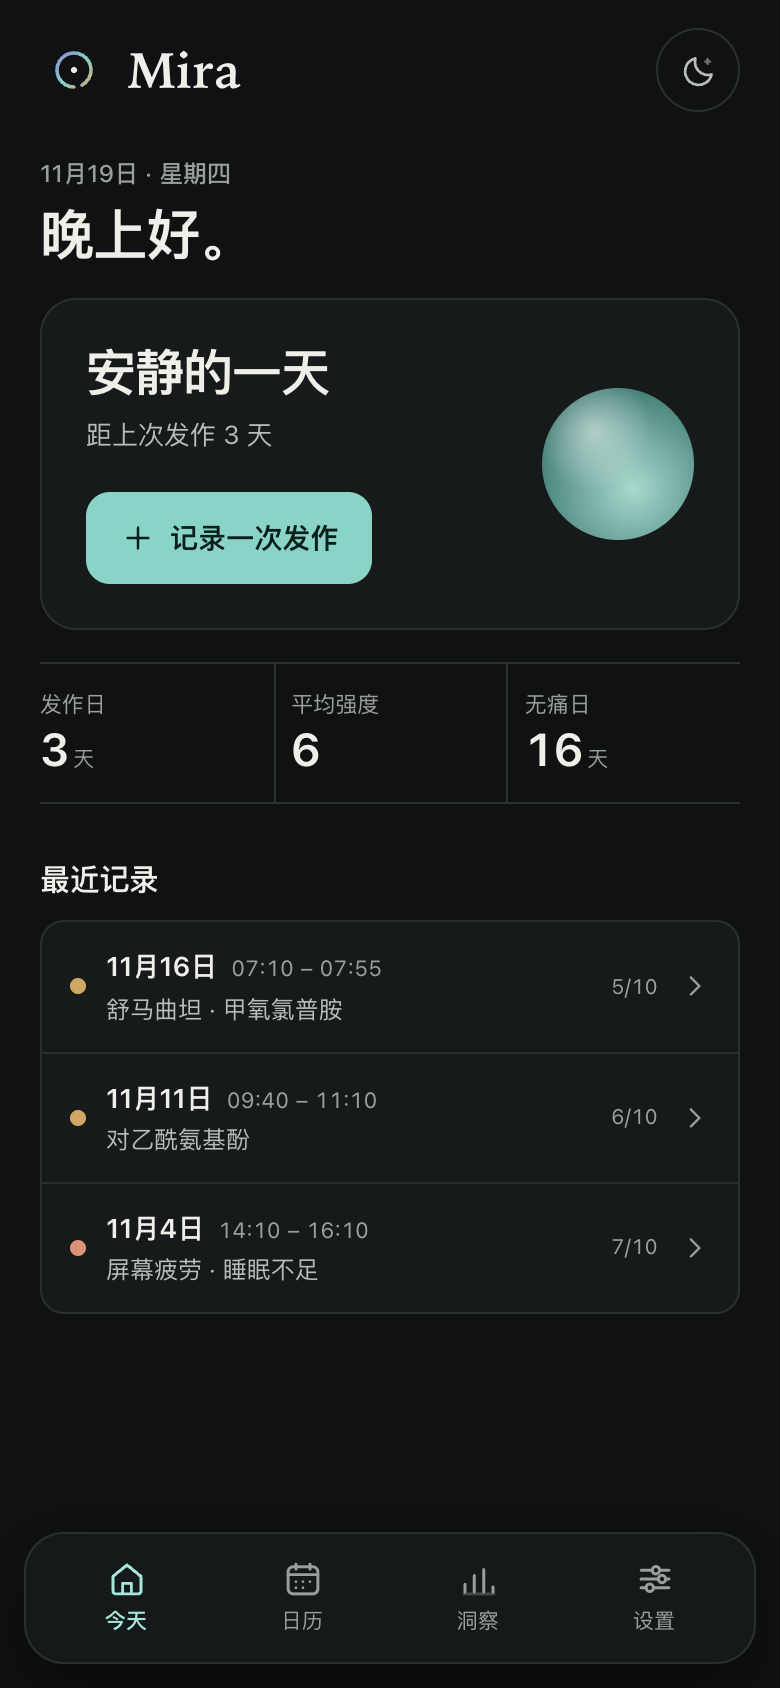 Mira
11月19日 · 星期四
晚上好。
安静的一天
距上次发作 3 天
+ 记录一次发作
发作日
3 天
平均强度
6
无痛日
16 天
最近记录
11月16日 07:10 – 07:55
舒马曲坦 · 甲氧氯普胺
5/10
11月11日 09:40 – 11:10
对乙酰氨基酚
6/10
11月4日 14:10 – 16:10
屏幕疲劳 · 睡眠不足
7/10
今天
日历
洞察
设置